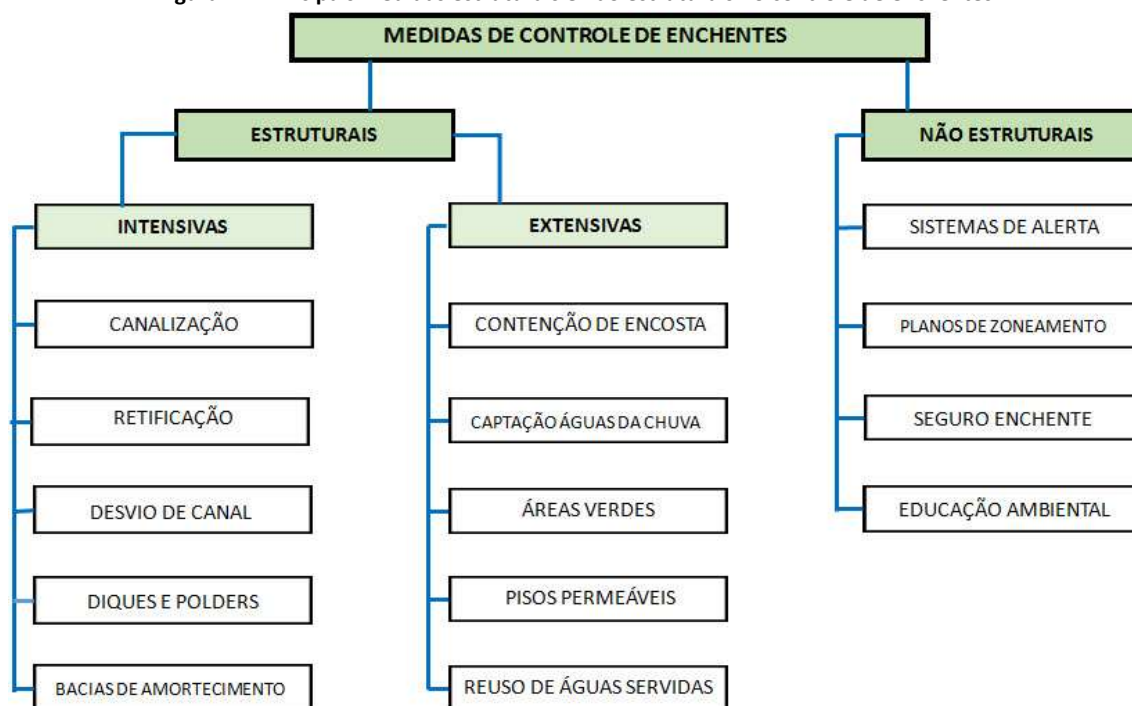 MEDIDAS DE CONTROLE DE ENCHENTES
ESTRUTURAIS
NÃO ESTRUTURAIS
INTENSIVAS
CANALIZAÇÃO
RETIFICAÇÃO
DESVIO DE CANAL
DIQUES E POLDERS
BACIAS DE AMORTECIMENTO
EXTENSIVAS
CONTENÇÃO DE ENCOSTA
CAPTAÇÃO ÁGUAS DA CHUVA
ÁREAS VERDES
PISOS PERMEÁVEIS
REUSO DE ÁGUAS SERVIDAS
SISTEMAS DE ALERTA
PLANOS DE ZONEAMENTO
SEGURO ENCHENTE
EDUCAÇÃO AMBIENTAL